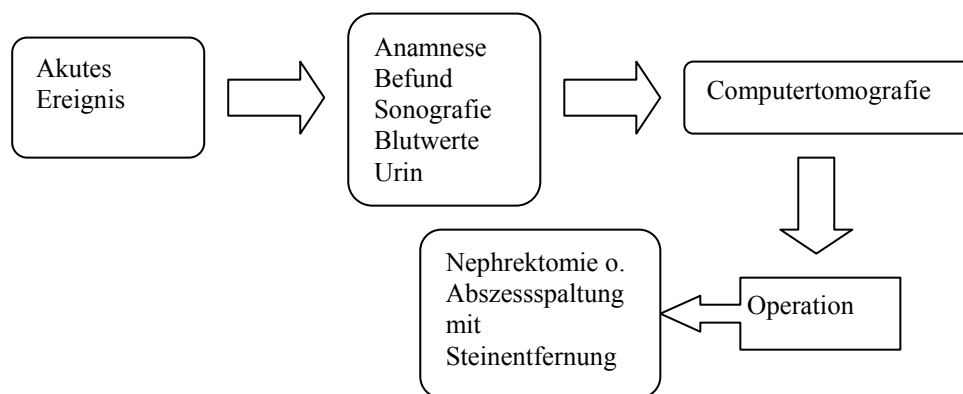 Akutes
Ereignis
Anamnese
Befund
Sonografie
Blutwerte
Urin
Computertomografie
Operation
Nephrektomie o.
Abszessspaltung
mit
Steinentfernung